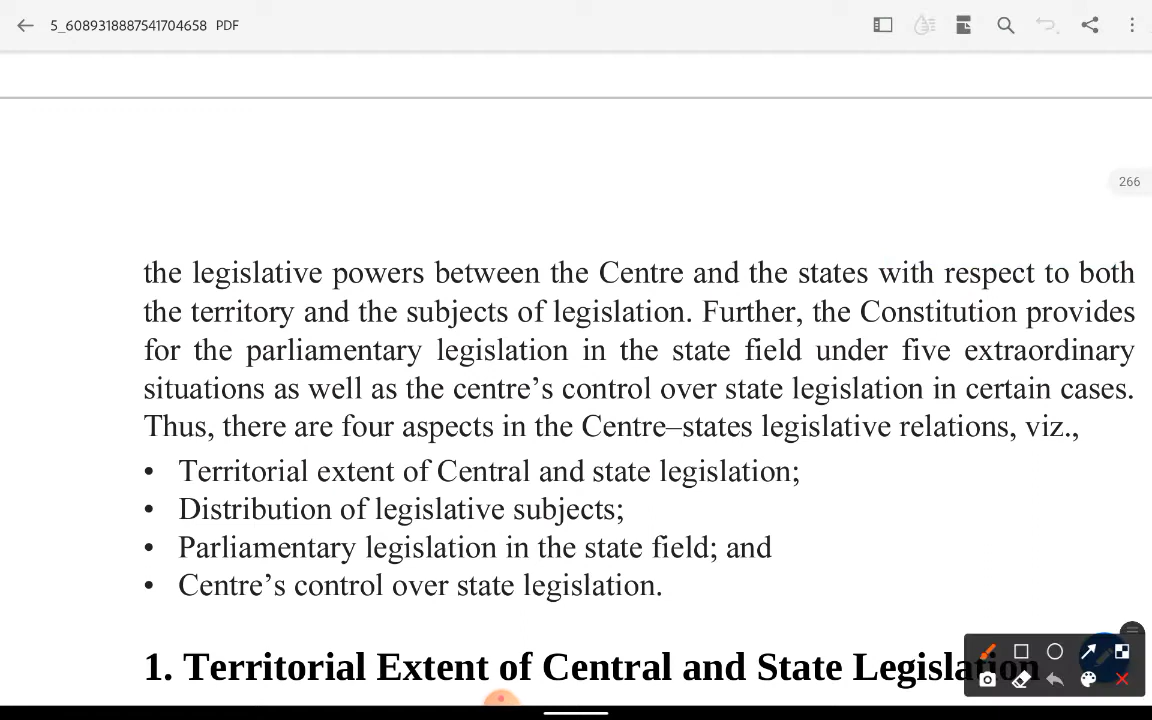 5_6089318887541704658 PDF
266
the legislative powers between the Centre and the states with respect to both
the territory and the subjects of legislation. Further, the Constitution provides
for the parliamentary legislation in the state field under five extraordinary
situations as well as the centre’s control over state legislation in certain cases.
Thus, there are four aspects in the Centre–states legislative relations, viz.,
• Territorial extent of Central and state legislation;
• Distribution of legislative subjects;
• Parliamentary legislation in the state field; and
• Centre’s control over state legislation.
1. Territorial Extent of Central and State Legislation